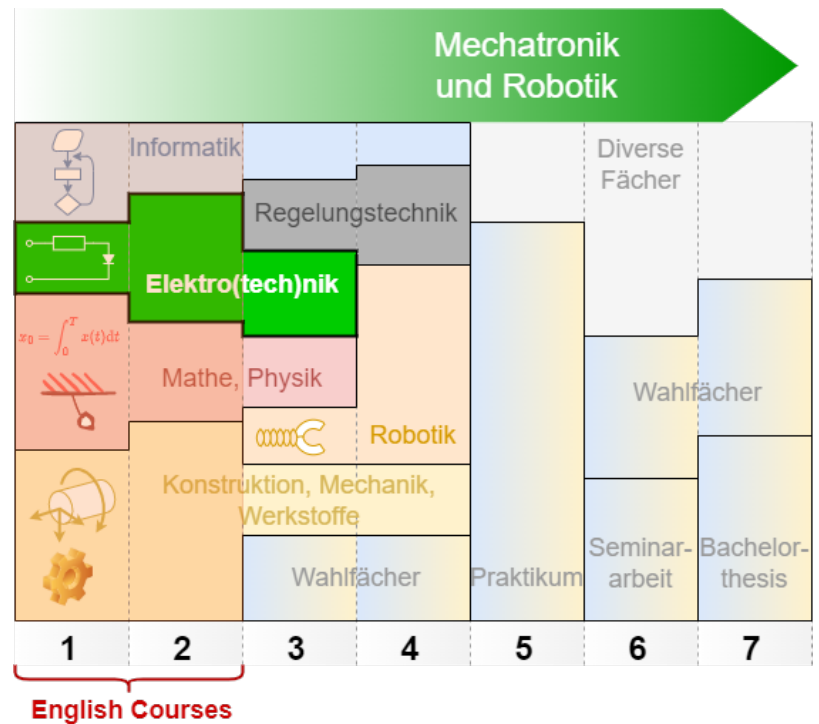 Mechatronik
und Robotik
Informatik
Diverse
Fächer
Regelungstechnik
Elektro(tech)nik
x₀ = ∫₀ᵀ x(t)dt
Mathe, Physik
Wahlfächer
Robotik
Konstruktion, Mechanik,
Werkstoffe
Wahlfächer
Praktikum
Seminar-
arbeit
Bachelor-
thesis
1 2 3 4 5 6 7
English Courses